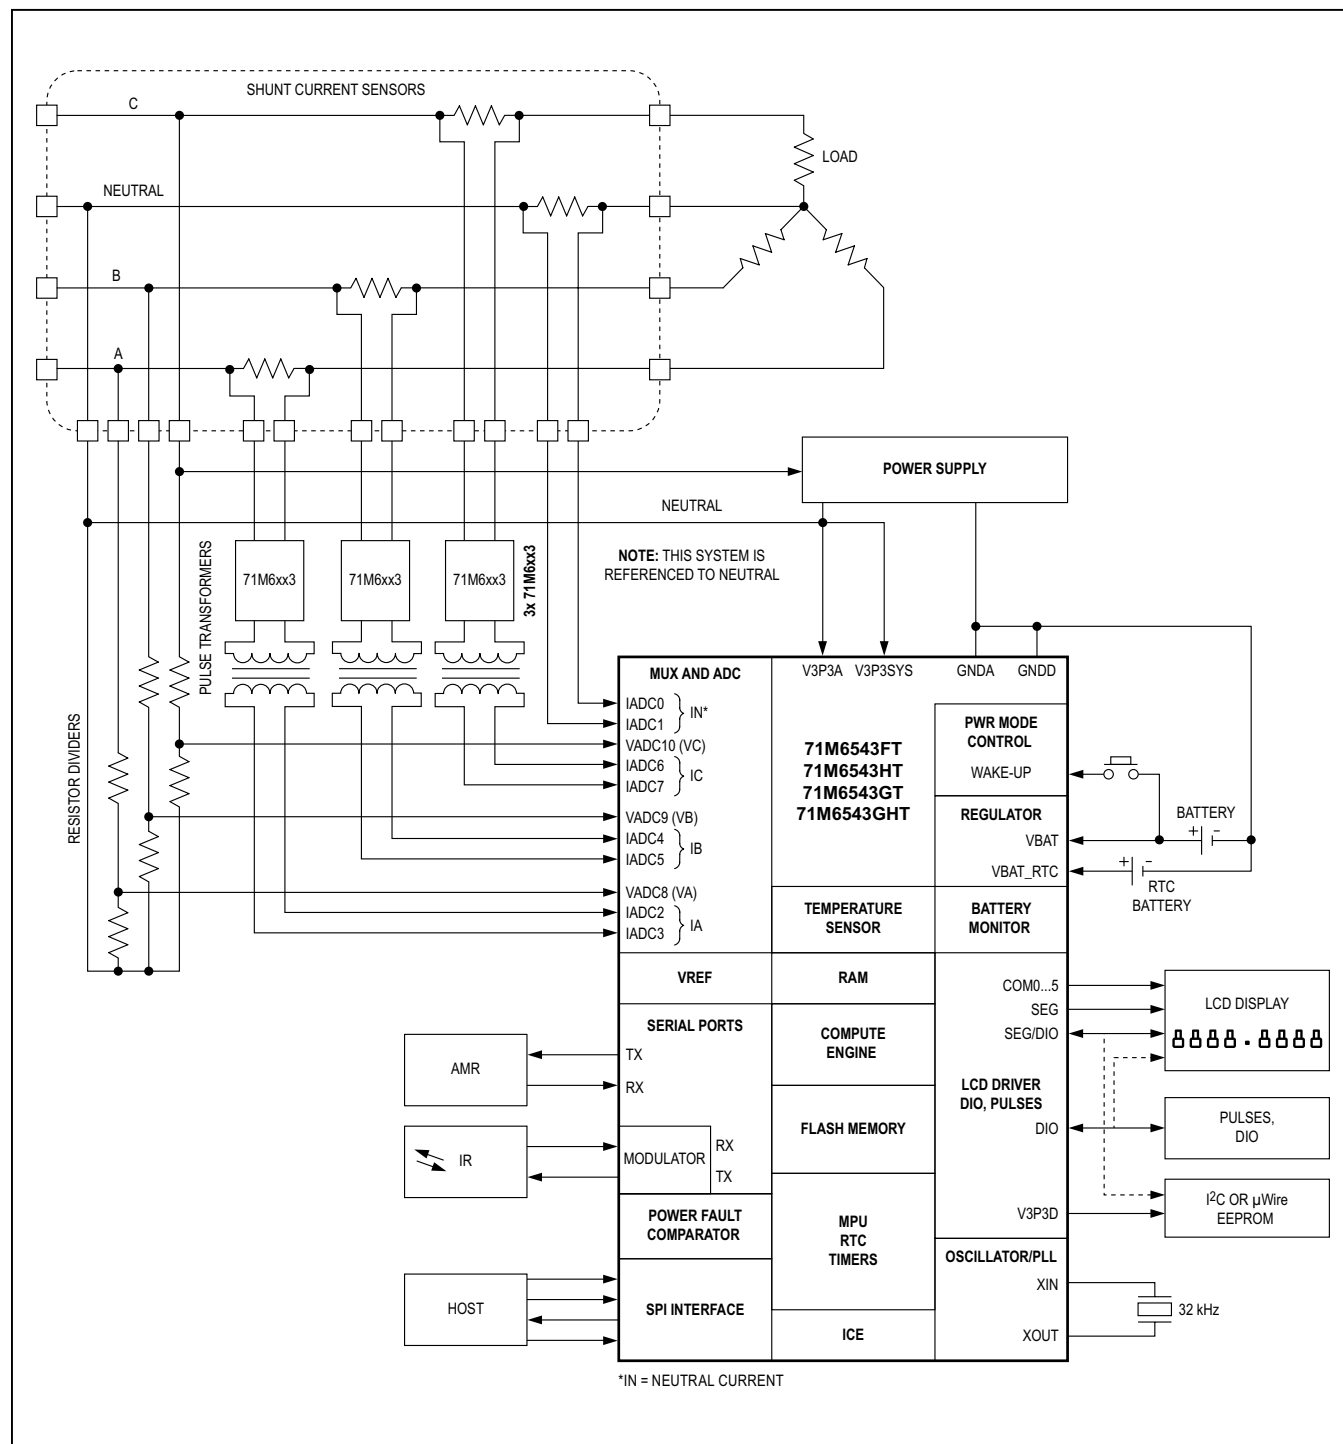 SHUNT CURRENT SENSORS
C
LOAD
NEUTRAL
B
A
POWER SUPPLY
NEUTRAL
NOTE: THIS SYSTEM IS
REFERENCED TO NEUTRAL
PULSE TRANSFORMERS
71M6xx3
71M6xx3
71M6xx3
3x 71M6xx3
RESISTOR DIVIDERS
MUX AND ADC
V3P3A
V3P3SYS
GNDA
GNDD
IADC0
IADC1
IN*
VADC10 (VC)
IADC6
IADC7
IC
VADC9 (VB)
IADC4
IADC5
IB
VADC8 (VA)
IADC2
IADC3
IA
71M6543FT
71M6543HT
71M6543GT
71M6543GHT
PWR MODE
CONTROL
WAKE-UP
REGULATOR
VBAT
VBAT_RTC
BATTERY
+
-
+
-
RTC
BATTERY
TEMPERATURE
SENSOR
BATTERY
MONITOR
VREF
RAM
COM0...5
SEG
SEG/DIO
LCD DISPLAY
8888.8888
SERIAL PORTS
TX
RX
AMR
COMPUTE
ENGINE
LCD DRIVER
DIO, PULSES
DIO
PULSES,
DIO
FLASH MEMORY
IR
MODULATOR
RX
TX
V3P3D
I2C OR µWire
EEPROM
POWER FAULT
COMPARATOR
MPU
RTC
TIMERS
OSCILLATOR/PLL
XIN
XOUT
32 kHz
HOST
SPI INTERFACE
ICE
*IN = NEUTRAL CURRENT